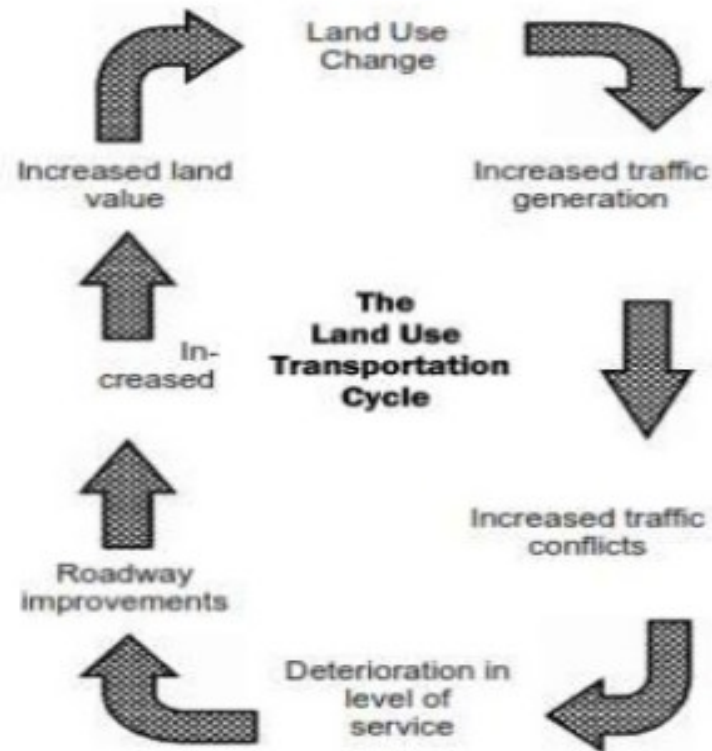 Land Use
Change
Increased traffic
generation
Increased traffic
conflicts
Deterioration in
level of
service
Roadway
improvements
In-
creased
Increased land
value
The
Land Use
Transportation
Cycle